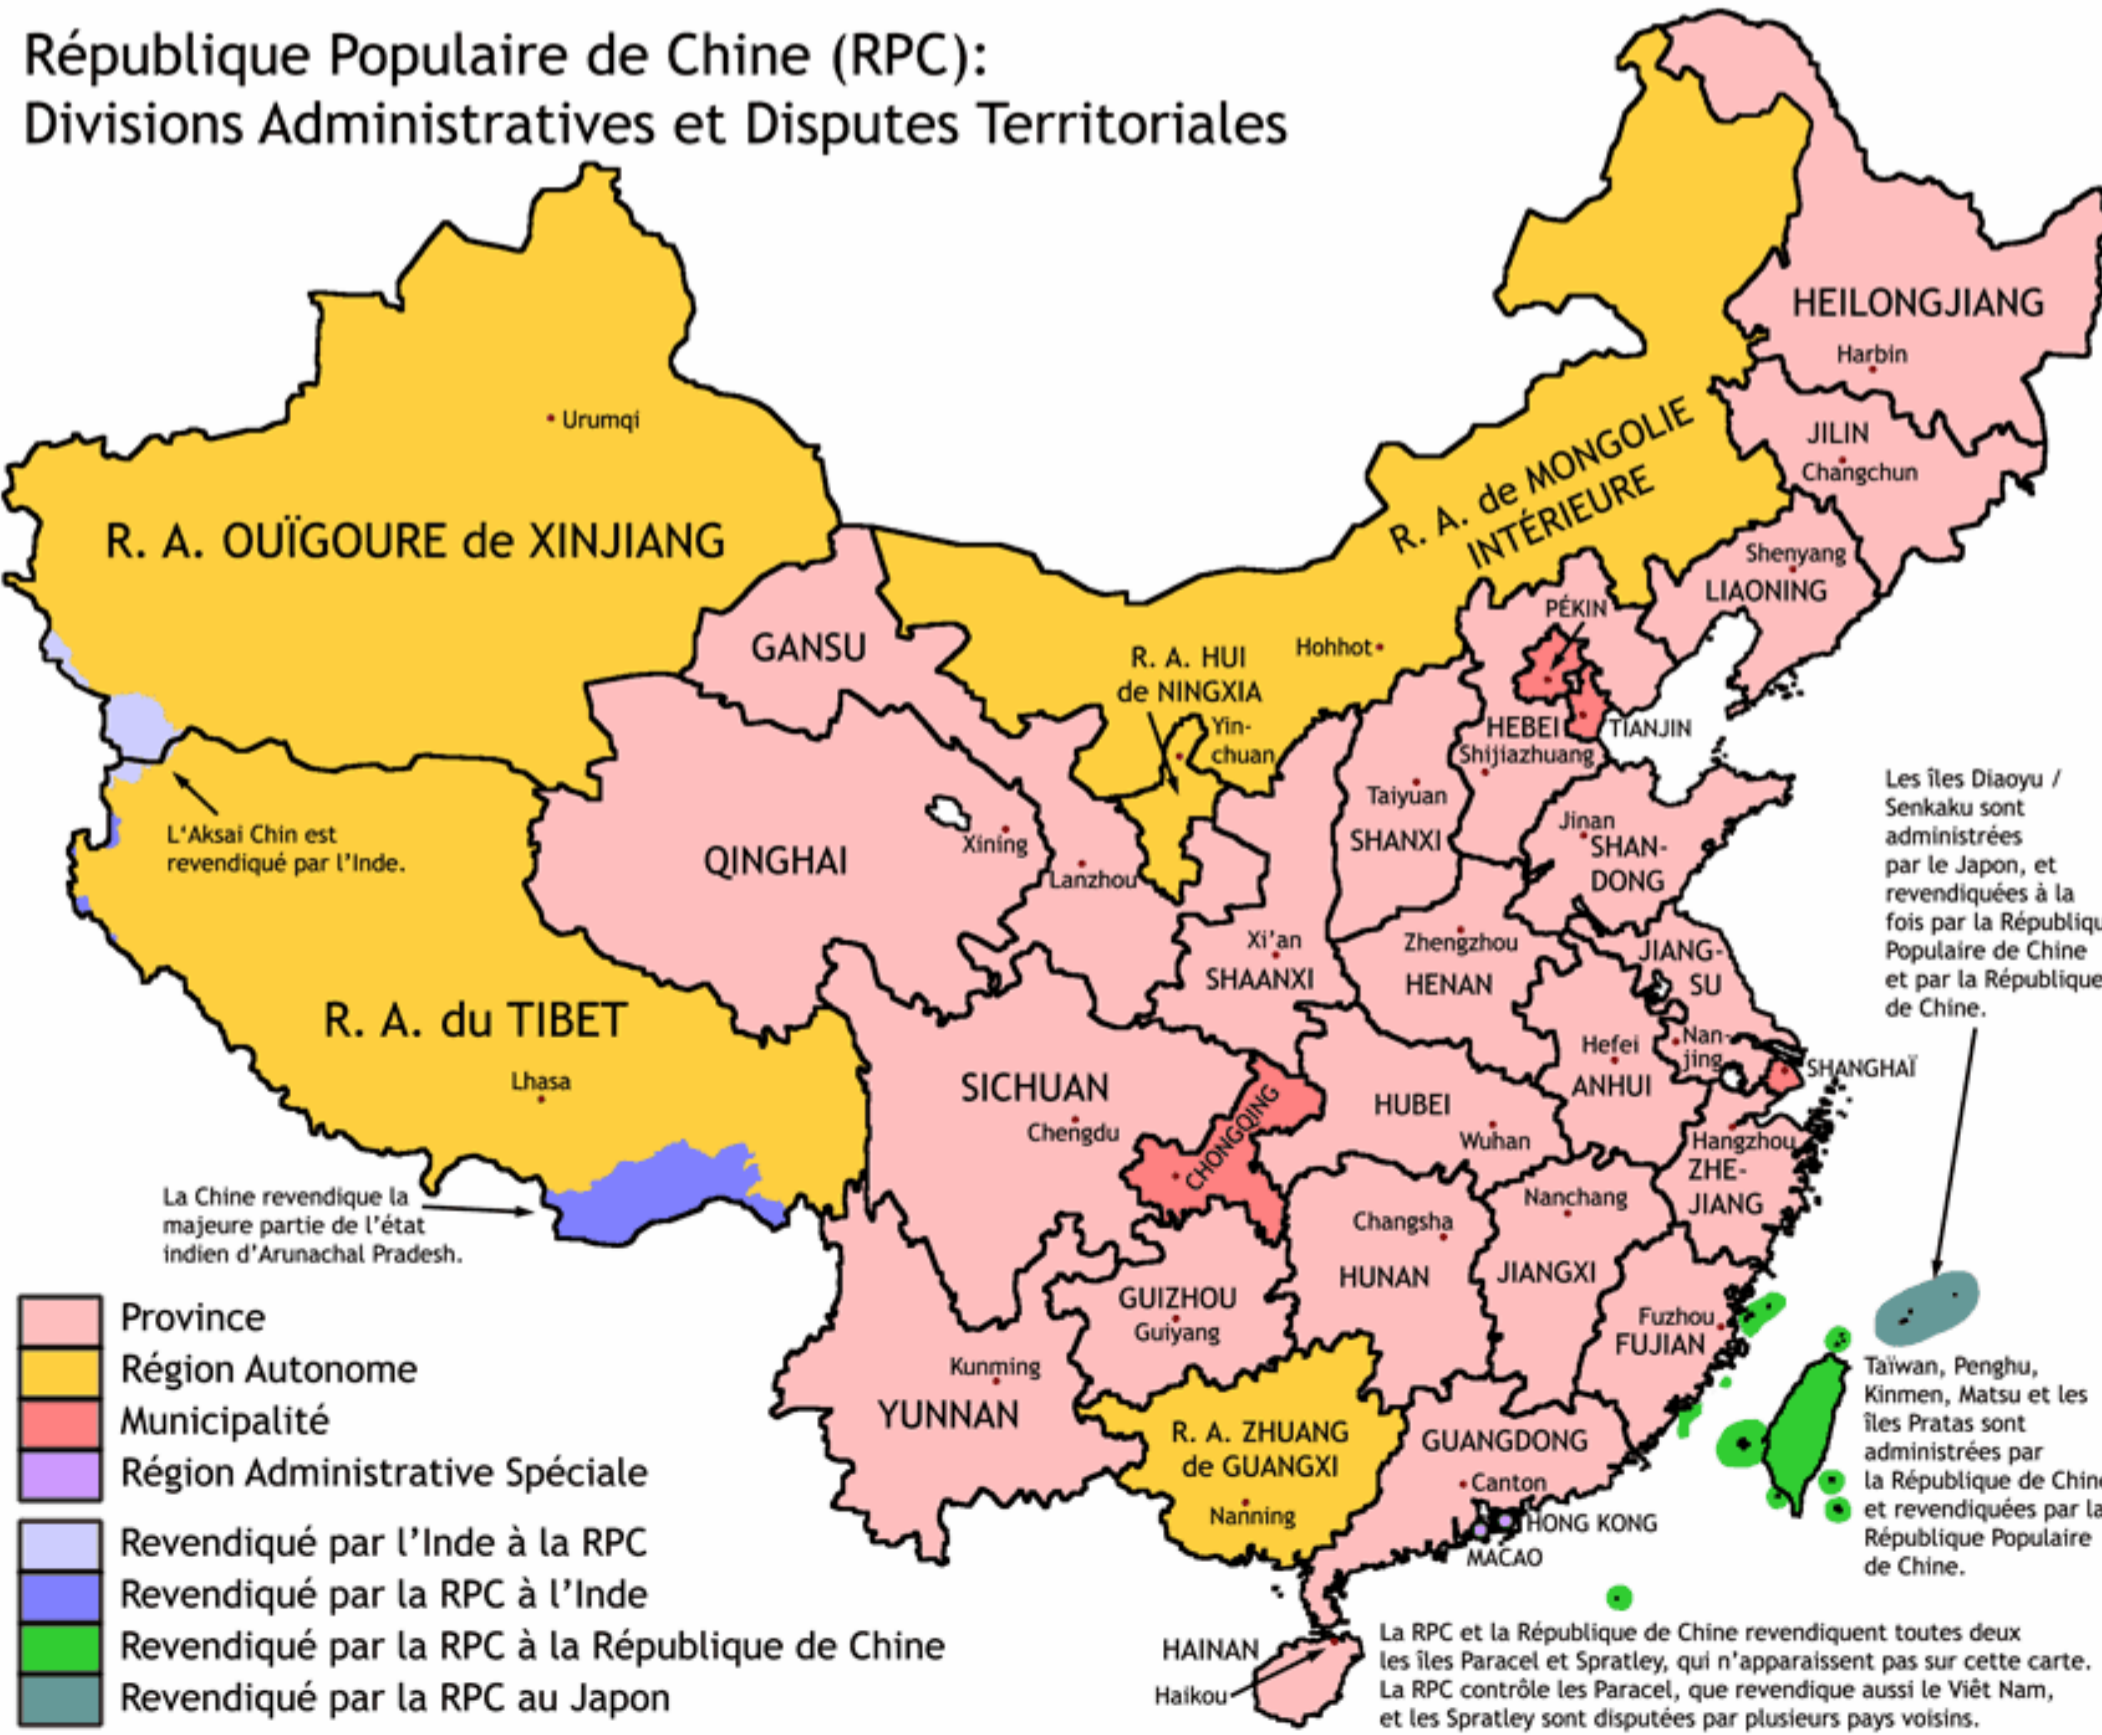 République Populaire de Chine (RPC):
Divisions Administratives et Disputes Territoriales
HEILONGJIANG
Harbin
JILIN
Changchun
Urumqi
R. A. OUÏGOURE de XINJIANG
R. A. de MONGOLIE
INTÉRIEURE
Shenyang
LIAONING
PÉKIN
GANSU
R. A. HUI
de NINGXIA
Hohhot
Yin-
chuan
HEBEI
TIANJIN
Shijiazhuang
Taiyuan
SHANXI
Jinan
SHAN-
DONG
Les îles Diaoyu /
Senkaku sont
administrées
par le Japon, et
revendiquées à la
fois par la Républiqu
Populaire de Chine
et par la République
de Chine.
L'Aksai Chin est
revendiqué par l'Inde.
QINGHAI
Xining
Lanzhou
Xi'an
SHAANXI
Zhengzhou
HENAN
JIANG-
SU
Nan-
jing
R. A. du TIBET
Lhasa
SICHUAN
Chengdu
CHONGQING
HUBEI
Wuhan
Hefei
ANHUI
SHANGHAÏ
Hangzhou
ZHE-
JIANG
La Chine revendique la
majeure partie de l'état
indien d'Arunachal Pradesh.
Changsha
HUNAN
Nanchang
JIANGXI
GUIZHOU
Guiyang
Fuzhou
FUJIAN
Kunming
YUNNAN
R. A. ZHUANG
de GUANGXI
Nanning
GUANGDONG
Canton
HONG KONG
MACAO
Taïwan, Penghu,
Kinmen, Matsu et les
îles Pratas sont
administrées par
la République de Chine
et revendiquées par la
République Populaire
de Chine.
HAINAN
Haikou
La RPC et la République de Chine revendiquent toutes deux
les îles Paracel et Spratley, qui n'apparaissent pas sur cette carte.
La RPC contrôle les Paracel, que revendique aussi le Viêt Nam,
et les Spratley sont disputées par plusieurs pays voisins.
Province
Région Autonome
Municipalité
Région Administrative Spéciale
Revendiqué par l'Inde à la RPC
Revendiqué par la RPC à l'Inde
Revendiqué par la RPC à la République de Chine
Revendiqué par la RPC au Japon